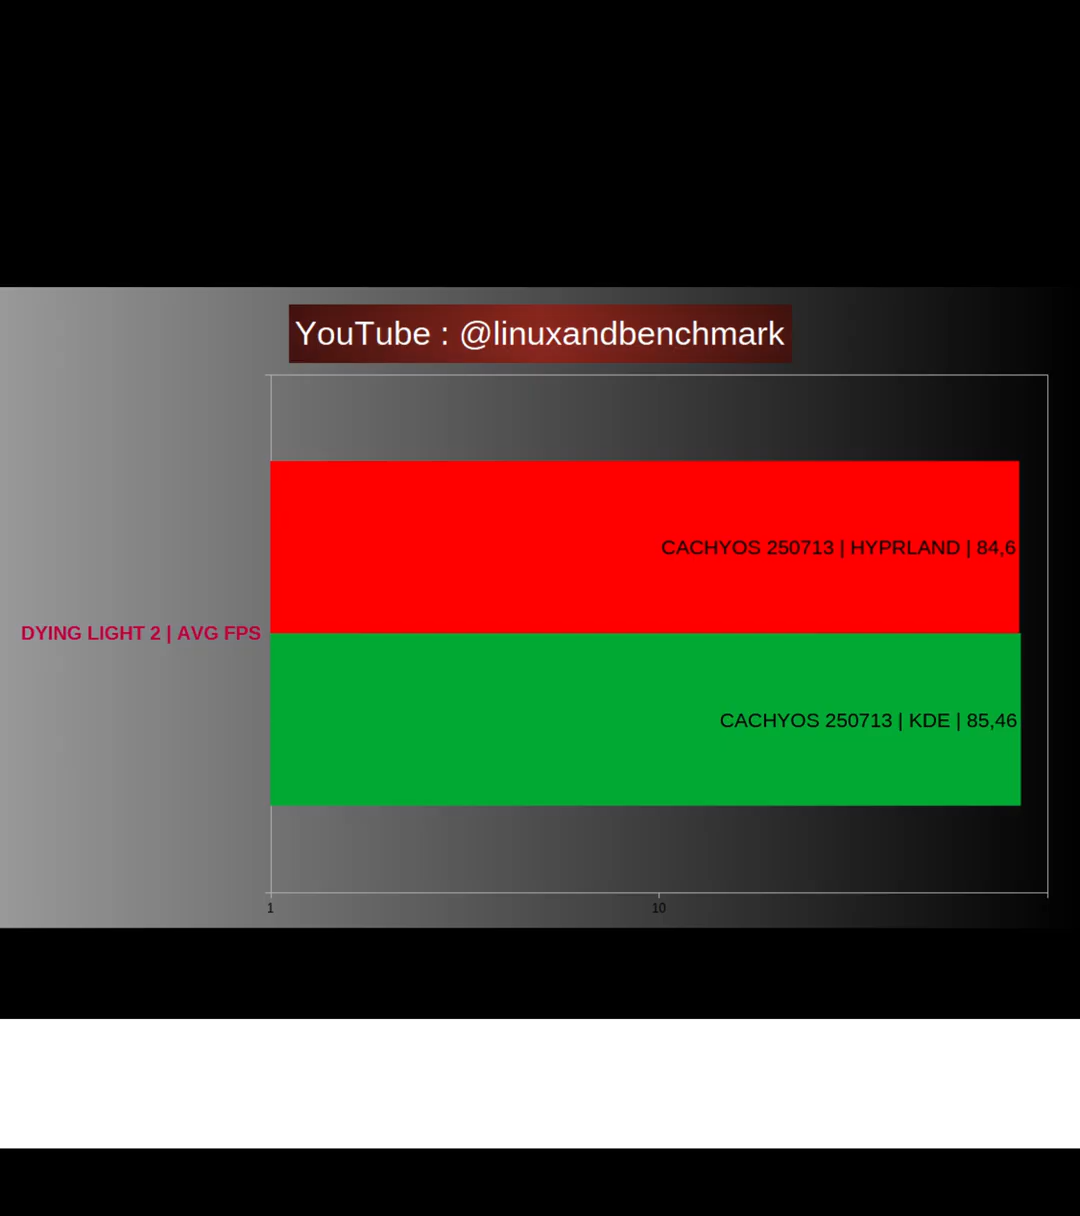 YouTube : @linuxandbenchmark
CACHYOS 250713 | HYPRLAND | 84,6
DYING LIGHT 2 | AVG FPS
CACHYOS 250713 | KDE | 85,46
1
10